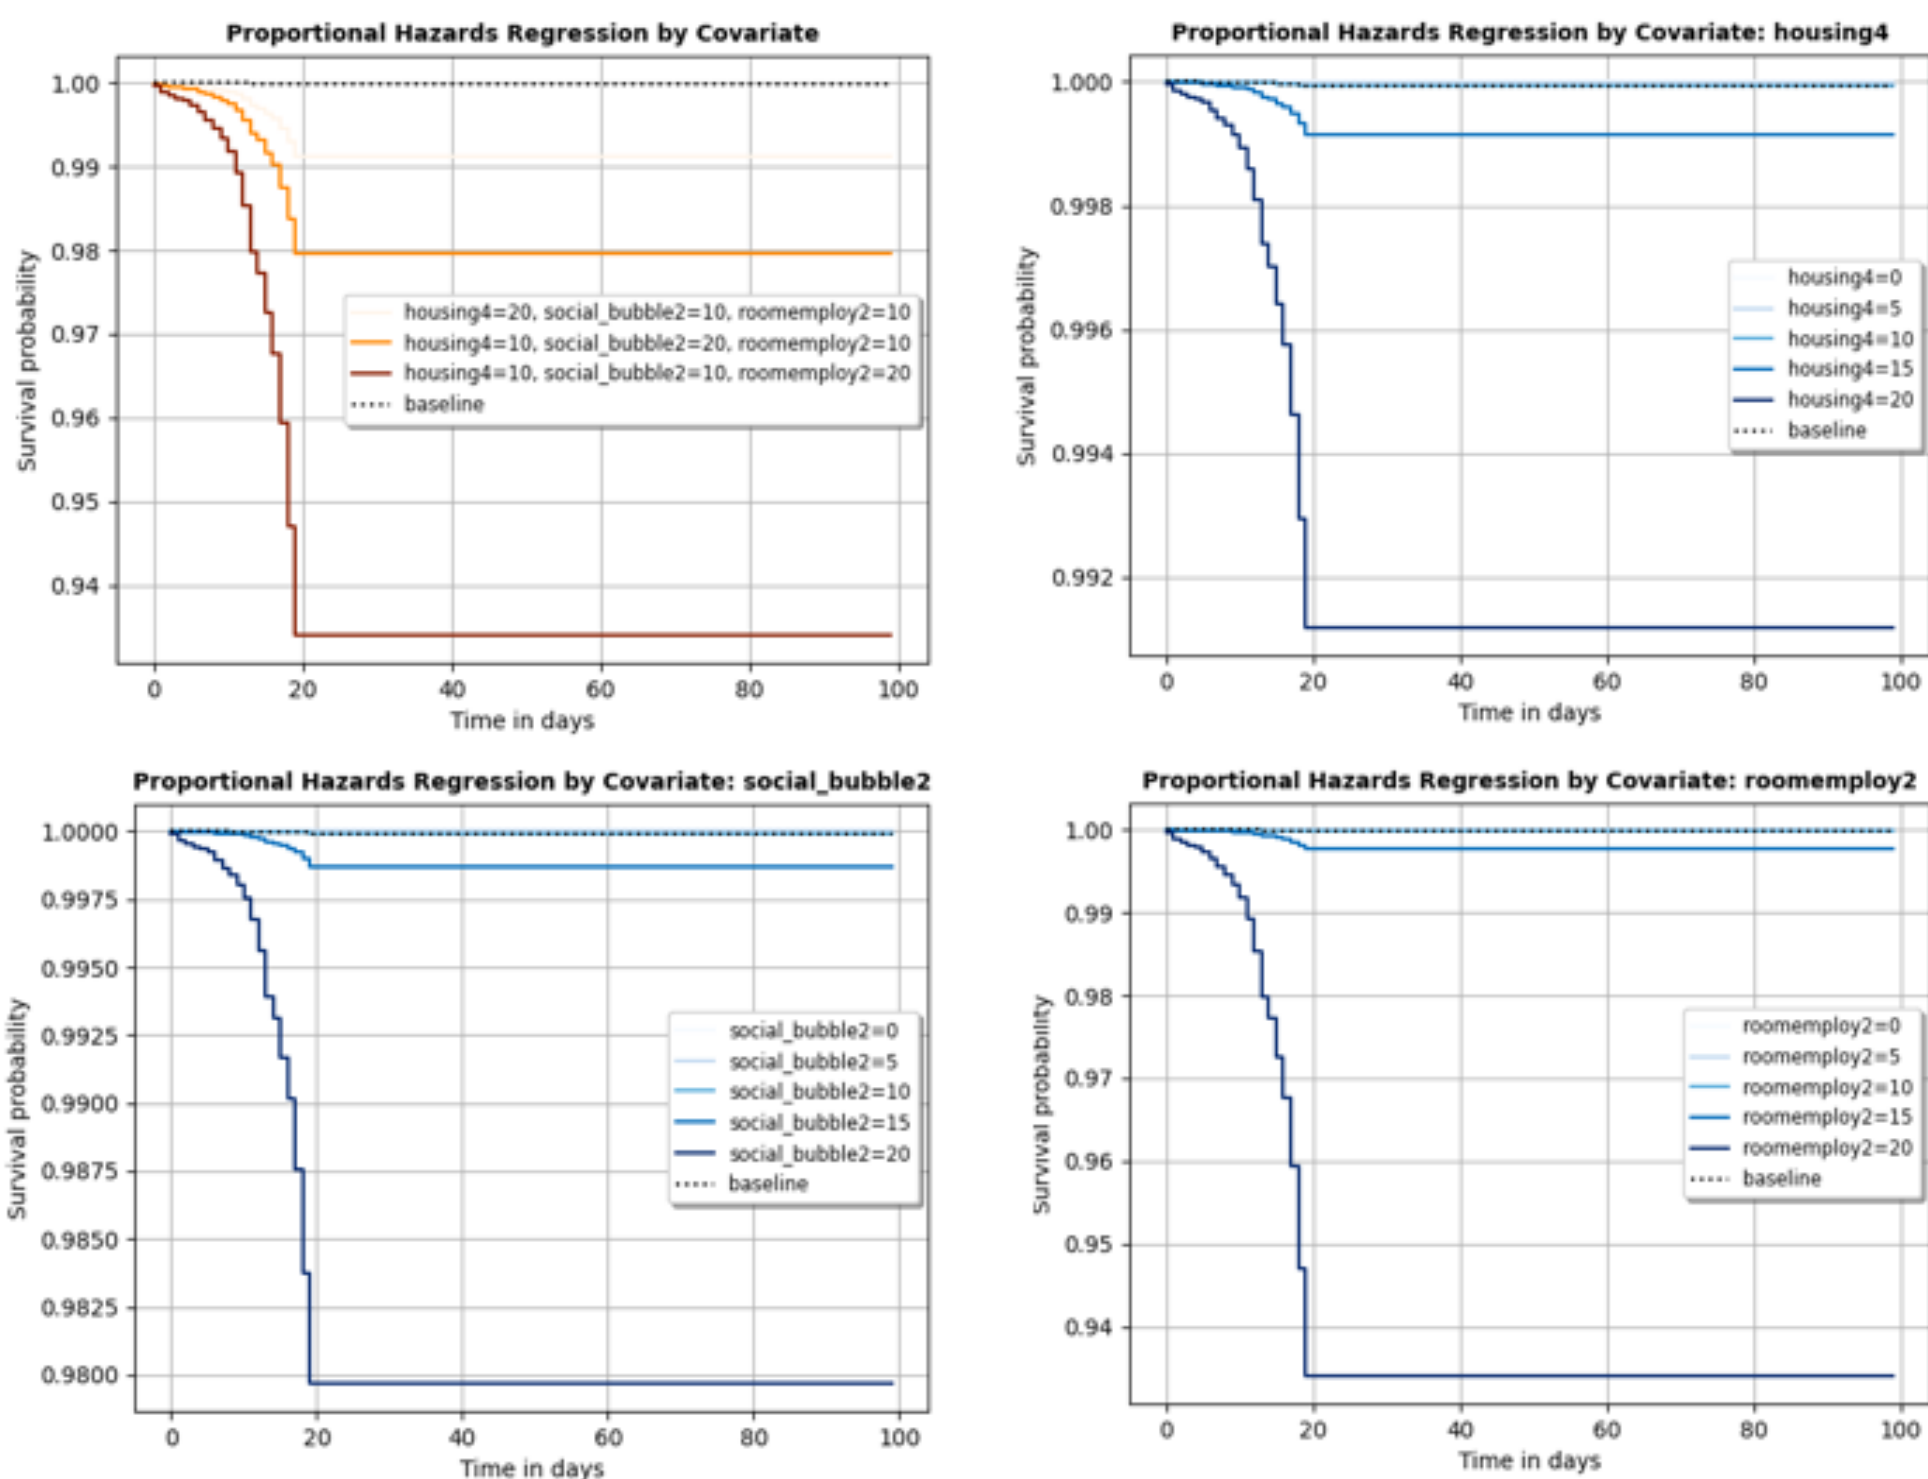 Proportional Hazards Regression by Covariate
Survival probability
1.00
0.99
0.98
0.97
0.96
0.95
0.94
housing4=20, social_bubble2=10, roomemploy2=10
housing4=10, social_bubble2=20, roomemploy2=10
housing4=10, social_bubble2=10, roomemploy2=20
baseline
0 20 40 60 80 100
Time in days
Proportional Hazards Regression by Covariate: housing4
Survival probability
1.000
0.998
0.996
0.994
0.992
housing4=0
housing4=5
housing4=10
housing4=15
housing4=20
baseline
0 20 40 60 80 100
Time in days
Proportional Hazards Regression by Covariate: social_bubble2
Survival probability
1.0000
0.9975
0.9950
0.9925
0.9900
0.9875
0.9850
0.9825
0.9800
social_bubble2=0
social_bubble2=5
social_bubble2=10
social_bubble2=15
social_bubble2=20
baseline
0 20 40 60 80 100
Time in days
Proportional Hazards Regression by Covariate: roomemploy2
Survival probability
1.00
0.99
0.98
0.97
0.96
0.95
0.94
roomemploy2=0
roomemploy2=5
roomemploy2=10
roomemploy2=15
roomemploy2=20
baseline
0 20 40 60 80 100
Time in days